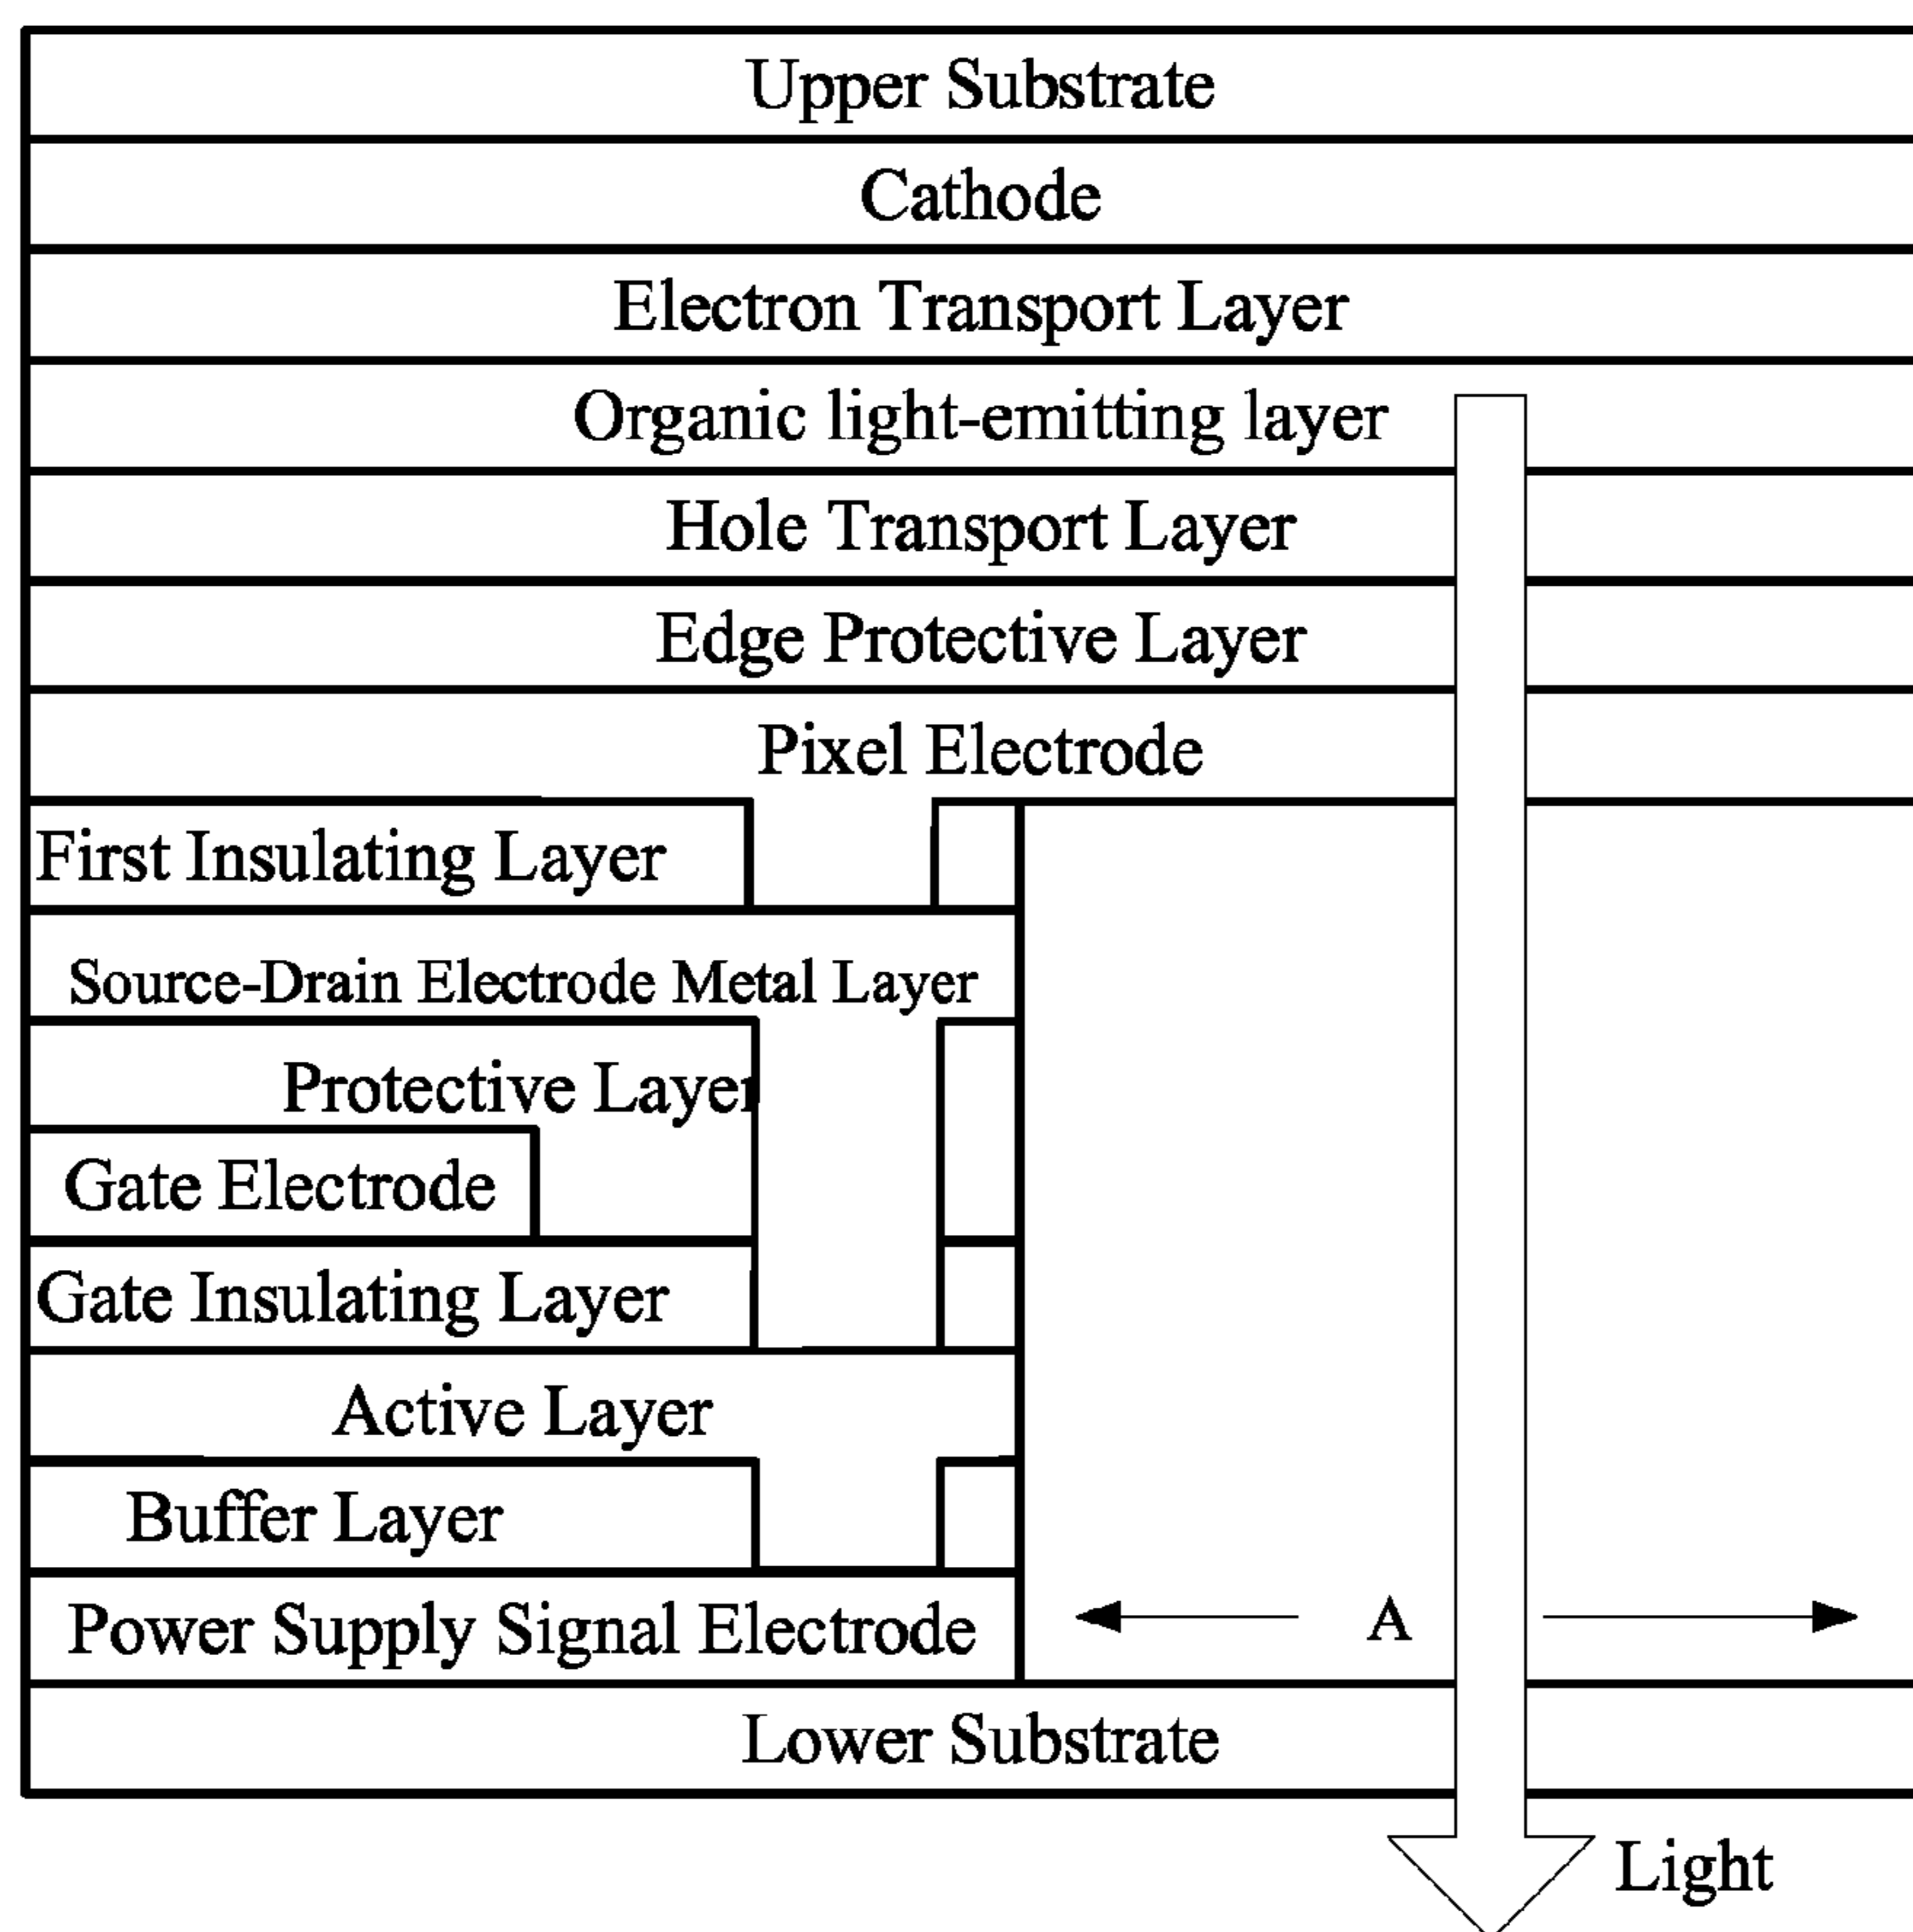 Upper Substrate
Cathode
Electron Transport Layer
Organic light-emitting layer
Hole Transport Layer
Edge Protective Layer
Pixel Electrode
First Insulating Layer
Source-Drain Electrode Metal Layer
Protective Layer
Gate Electrode
Gate Insulating Layer
Active Layer
Buffer Layer
Power Supply Signal Electrode
A
Lower Substrate
Light